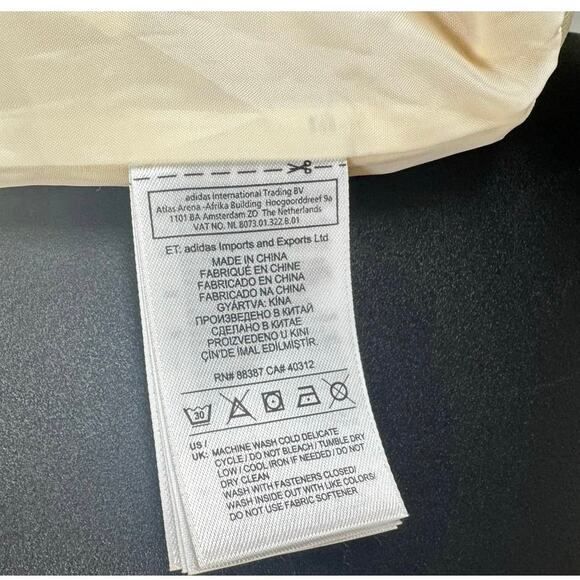 adidas International Trading BV
Atlas Arena -Afrika Building Hoogoorddreef 9a
1101 BA Amsterdam ZO The Netherlands
VAT NO. NL 8073.01.322.B.01
ET: adidas Imports and Exports Ltd
MADE IN CHINA
FABRIQUÉ EN CHINE
FABRICADO EN CHINA
FABRICADO NA CHINA
GYÁRTVA: KÍNA
ПРОИЗВЕДЕНО В КИТАЙ
СДЕЛАНО В КИТАЕ
PROIZVEDENO U KINI
ÇİN'DE İMAL EDİLMİŞTİR.
RN# 88387 CA# 40312
30
US /
UK: MACHINE WASH COLD DELICATE
CYCLE / DO NOT BLEACH / TUMBLE DRY
LOW / COOL IRON IF NEEDED / DO NOT
DRY CLEAN
WASH WITH FASTENERS CLOSED/
WASH INSIDE OUT WITH LIKE COLORS/
DO NOT USE FABRIC SOFTENER